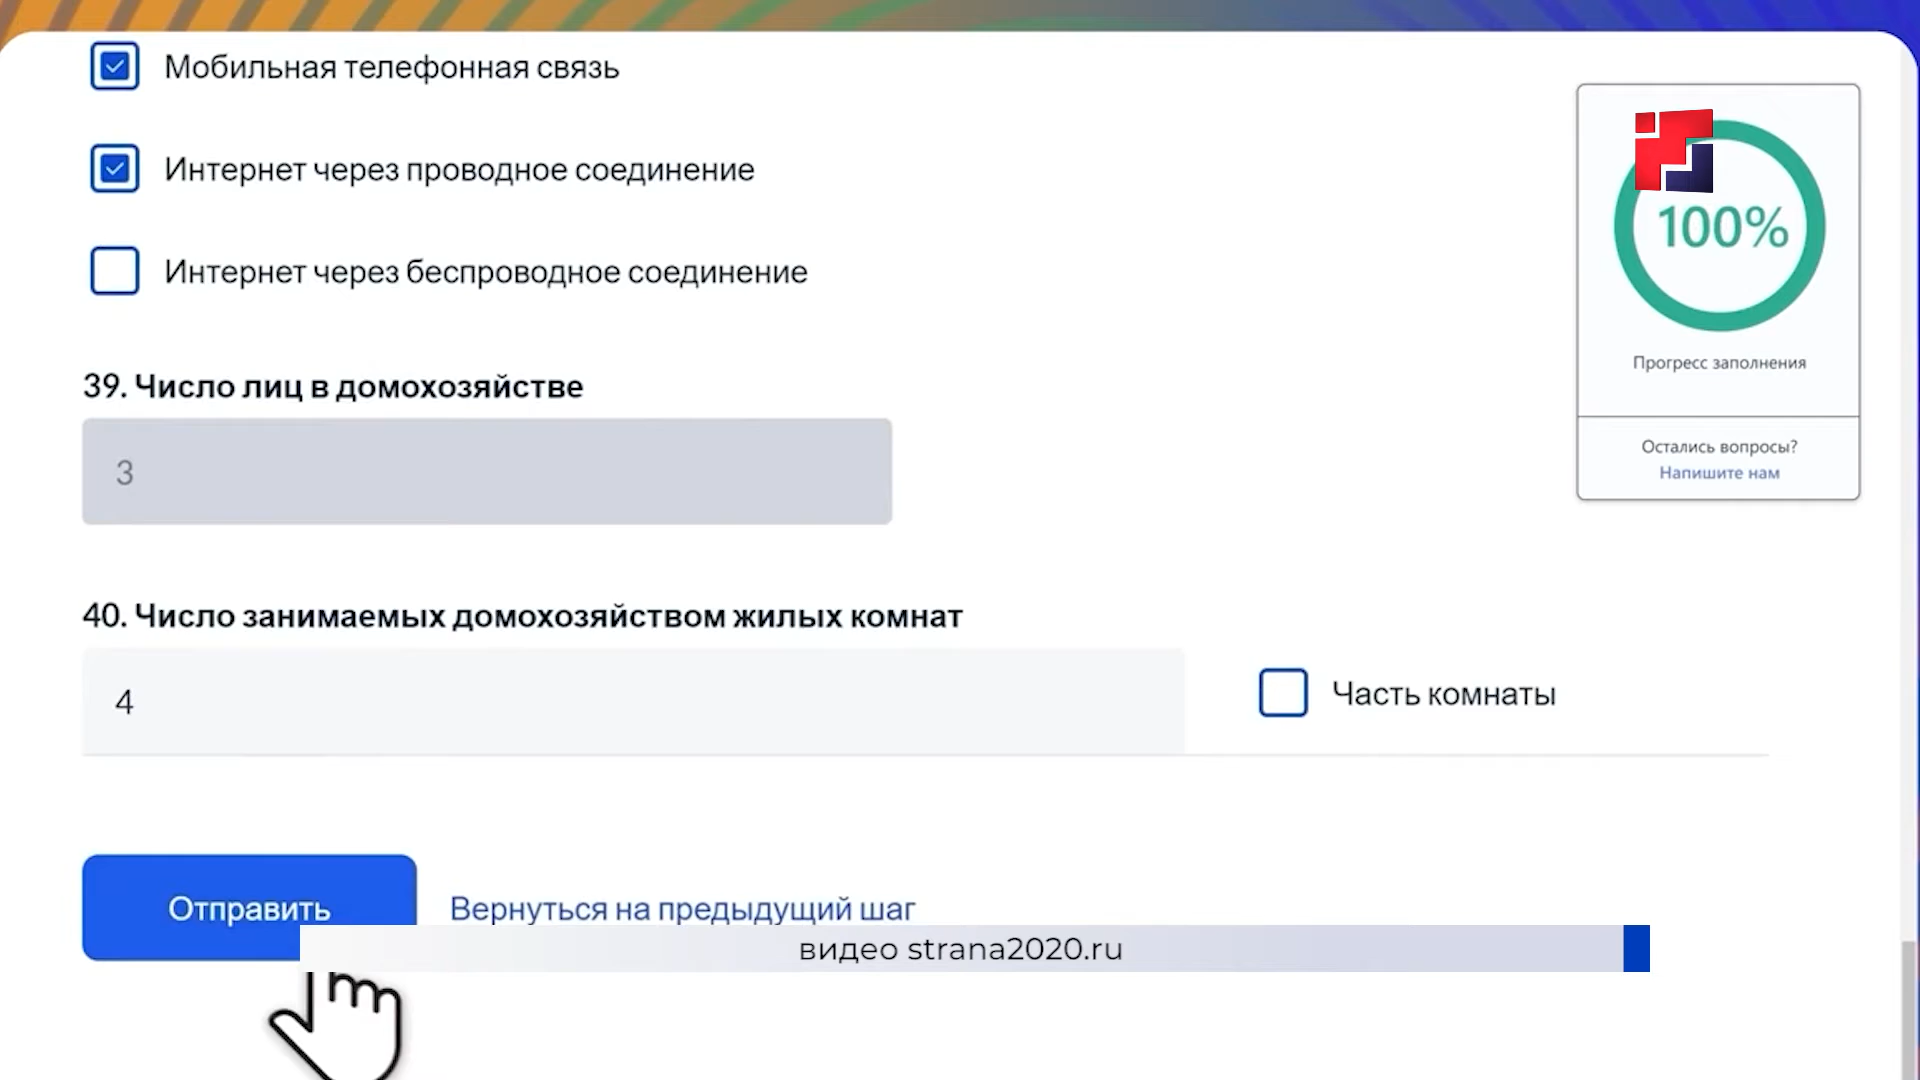 Мобильная телефонная связь
Интернет через проводное соединение
Интернет через беспроводное соединение
39. Число лиц в домохозяйстве
3
40. Число занимаемых домохозяйством жилых комнат
4
Часть комнаты
Отправить
Вернуться на предыдущий шаг
100%
Прогресс заполнения
Остались вопросы?
Напишите нам
видео strana2020.ru